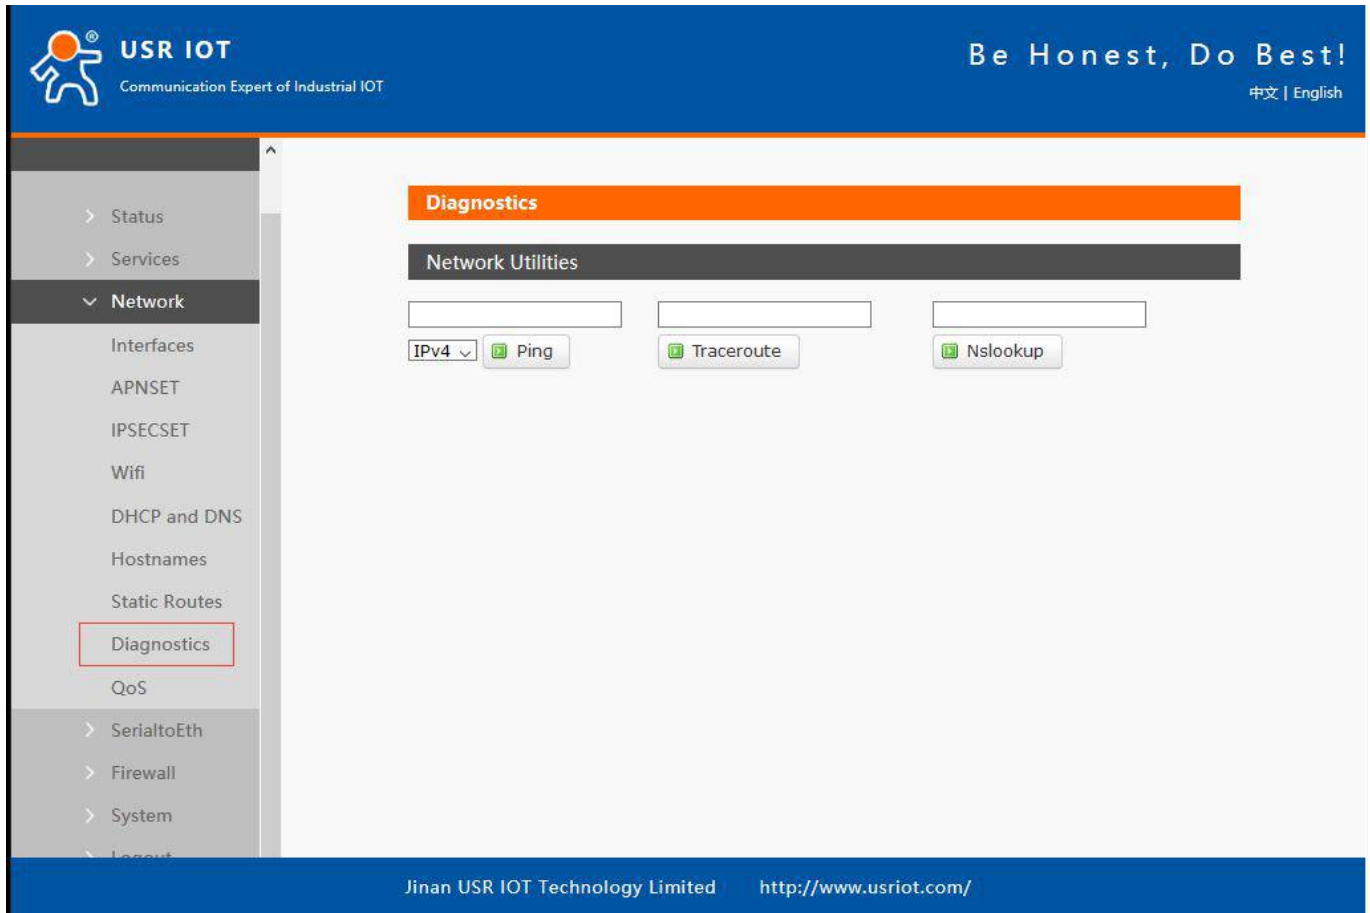 ®
USR IOT
Communication Expert of Industrial IOT
Be Honest, Do Best!
中文 | English
Status
Services
Network
Interfaces
APNSET
IPSECSET
Wifi
DHCP and DNS
Hostnames
Static Routes
Diagnostics
QoS
SerialtoEth
Firewall
System
Logout
Diagnostics
Network Utilities
IPv4 Ping Traceroute Nslookup
Jinan USR IOT Technology Limited http://www.usriot.com/